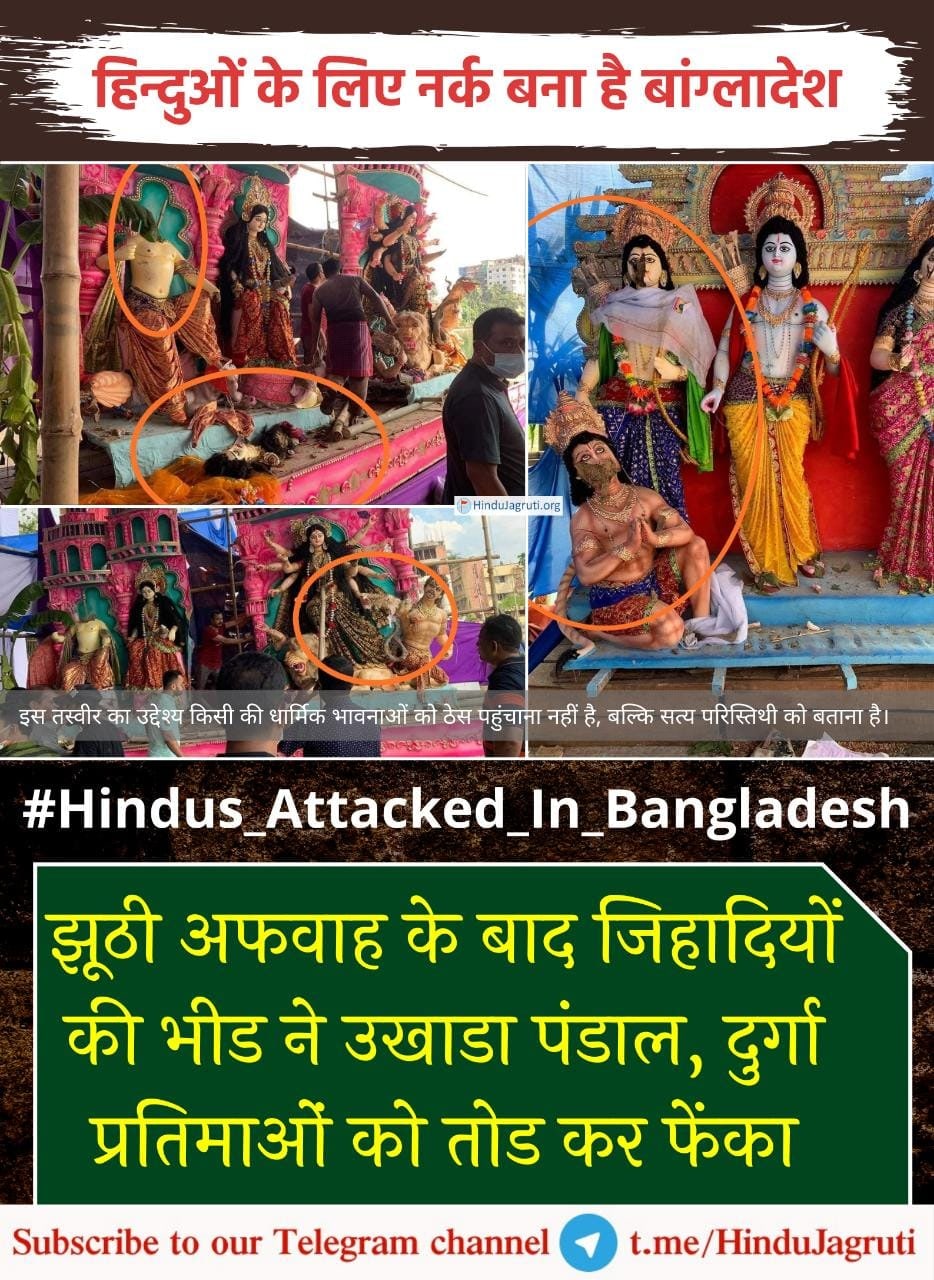 हिन्दुओं के लिए नर्क बना है बांग्लादेश
HinduJagruti.org
इस तस्वीर का उद्देश्य किसी की धार्मिक भावनाओं को ठेस पहुंचाना नहीं है, बल्कि सत्य परिस्तिथी को बताना है।
#Hindus_Attacked_In_Bangladesh
झूठी अफवाह के बाद जिहादियों
की भीड ने उखाडा पंडाल, दुर्गा
प्रतिमाओं को तोड कर फेंका
Subscribe to our Telegram channel t.me/HinduJagruti